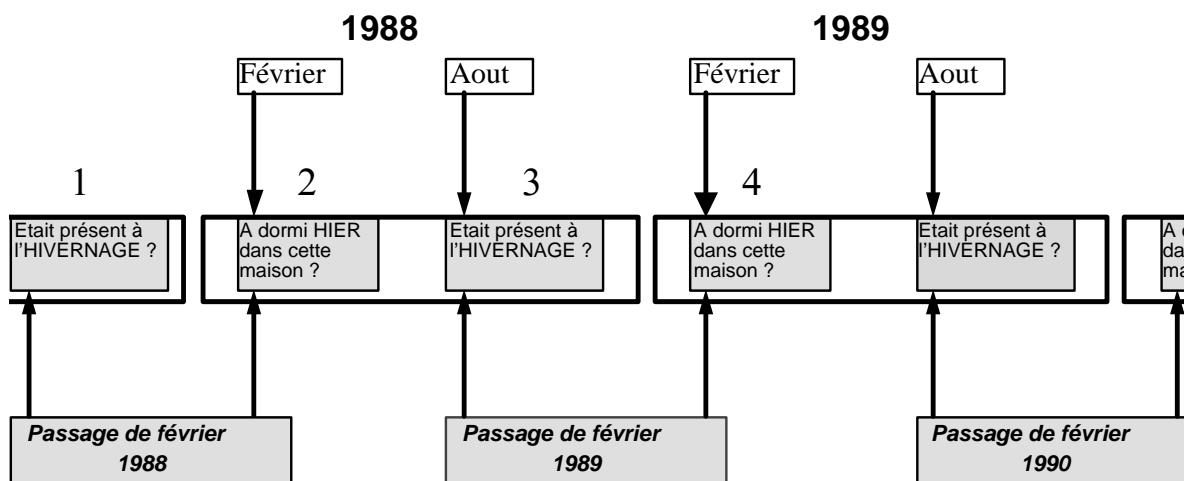 1988
1989
Février
Aout
Février
Aout
1
2
3
4
Etait présent à
l'HIVERNAGE ?
A dormi HIER
dans cette
maison ?
Etait présent à
l'HIVERNAGE ?
A dormi HIER
dans cette
maison ?
Etait présent à
l'HIVERNAGE ?
Passage de février
1988
Passage de février
1989
Passage de février
1990